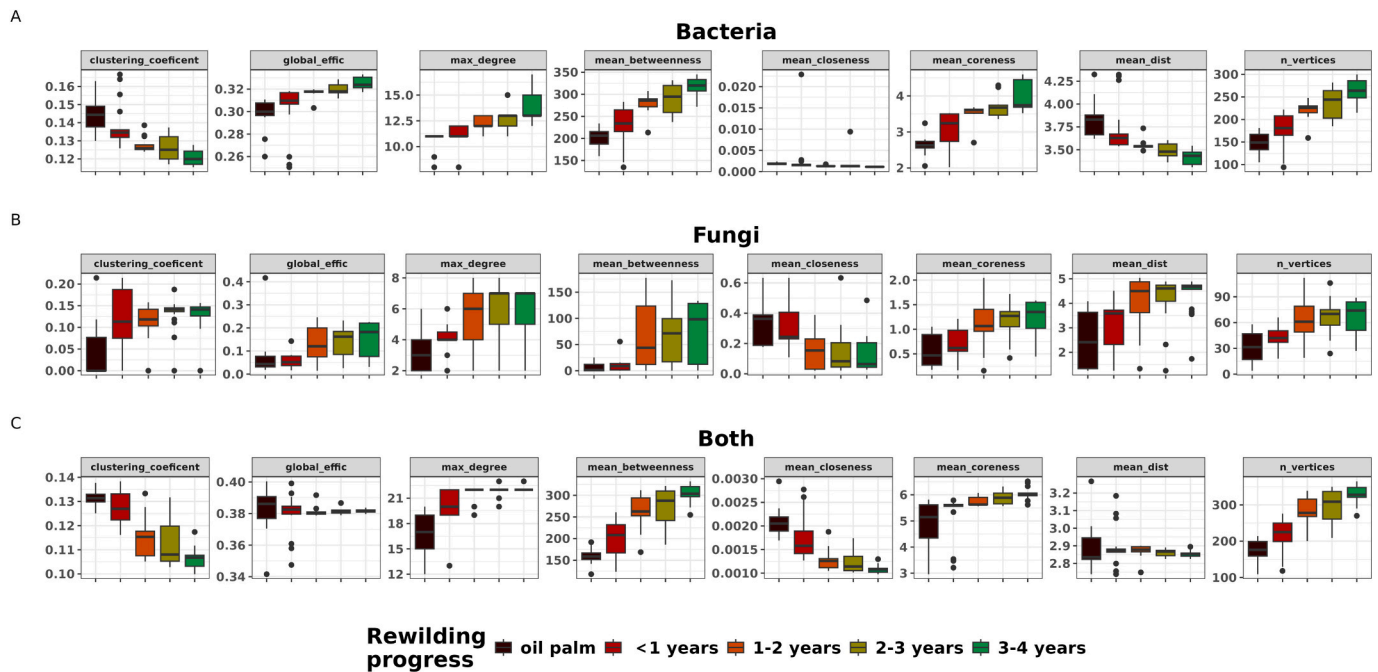 A
Bacteria
clustering_coeficent global_effic max_degree mean_betweenness mean_closeness mean_coreness mean_dist n_vertices
0.16 0.15 0.14 0.13 0.12
0.32 0.30 0.28 0.26
15.0 12.5 10.0
350 300 250 200 150
0.020 0.015 0.010 0.005 0.000
4 3 2
4.25 4.00 3.75 3.50
300 250 200 150 100
B
Fungi
clustering_coeficent global_effic max_degree mean_betweenness mean_closeness mean_coreness mean_dist n_vertices
0.20 0.15 0.10 0.05 0.00
0.4 0.3 0.2 0.1 0.0
8 6 4 2
150 125 100 75 50 25 0
0.6 0.4 0.2 0.0
2.0 1.5 1.0 0.5
5 4 3 2
90 60 30 0
C
Both
clustering_coeficent global_effic max_degree mean_betweenness mean_closeness mean_coreness mean_dist n_vertices
0.14 0.13 0.12 0.11 0.10
0.40 0.38 0.36 0.34
21 18 15 12
300 250 200 150 100
0.0030 0.0025 0.0020 0.0015 0.0010
6 5 4 3
3.2 3.1 3.0 2.9 2.8 2.7
300 200 100
Rewilding
progress
oil palm <1 years 1-2 years 2-3 years 3-4 years